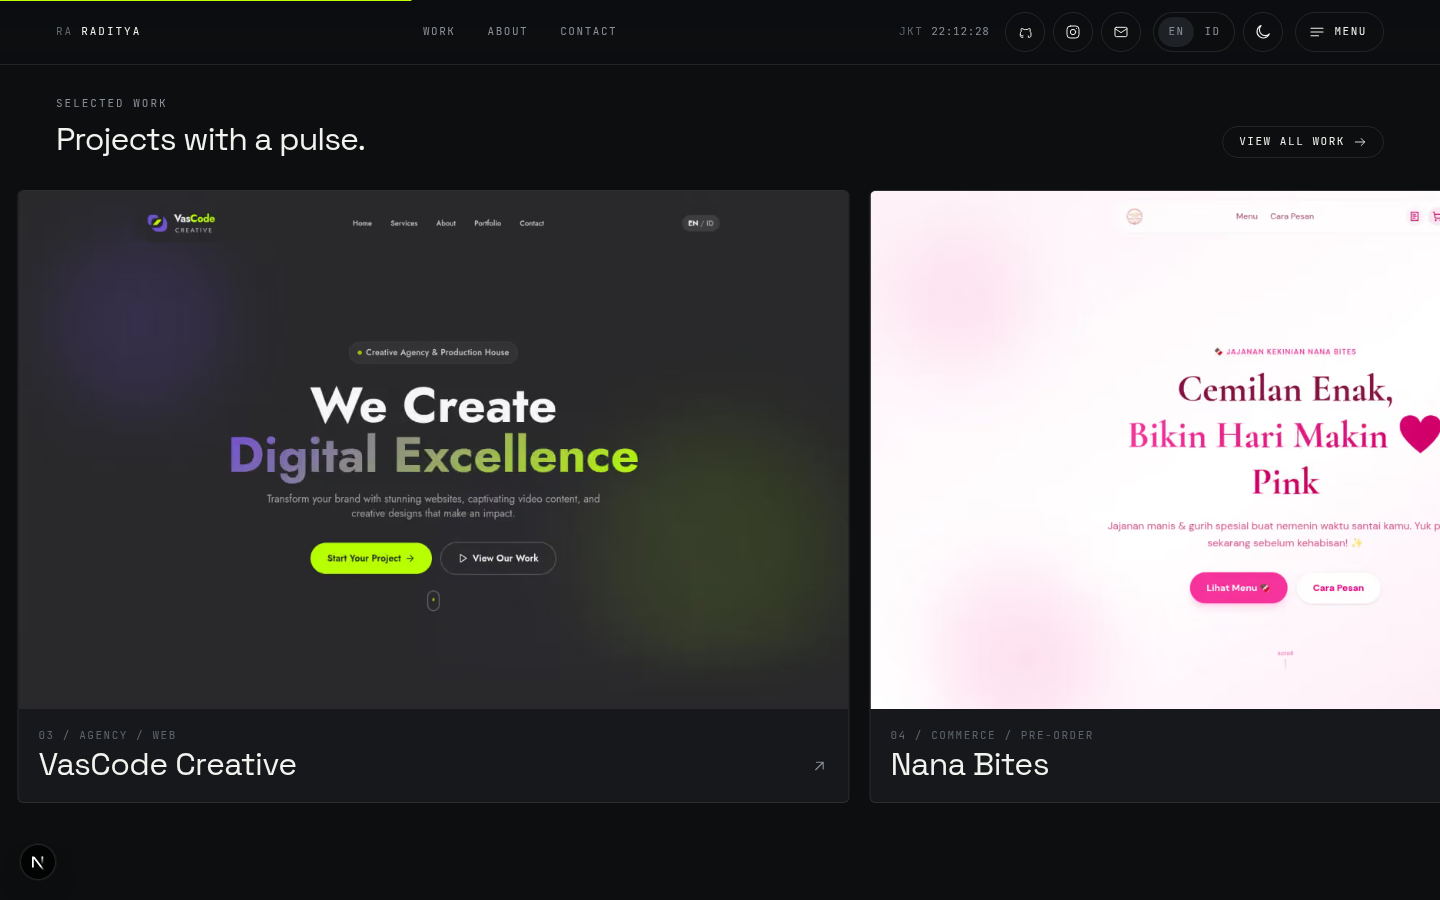 RA RADITYA
WORK ABOUT CONTACT
JKT 22:12:28
EN ID
MENU
SELECTED WORK
Projects with a pulse.
VIEW ALL WORK
VasCode
CREATIVE
Home Services About Portfolio Contact
EN / ID
Creative Agency & Production House
We Create
Digital Excellence
Transform your brand with stunning websites, captivating video content, and
creative designs that make an impact.
Start Your Project →
View Our Work
03 / AGENCY / WEB
VasCode Creative
Menu Cara Pesan
JAJANAN KEKINIAN NANA BITES
Cemilan Enak,
Bikin Hari Makin
Pink
Jajanan manis & gurih spesial buat nemenin waktu santai kamu. Yuk p
sekarang sebelum kehabisan! ✨
Lihat Menu
Cara Pesan
scroll
04 / COMMERCE / PRE-ORDER
Nana Bites
N